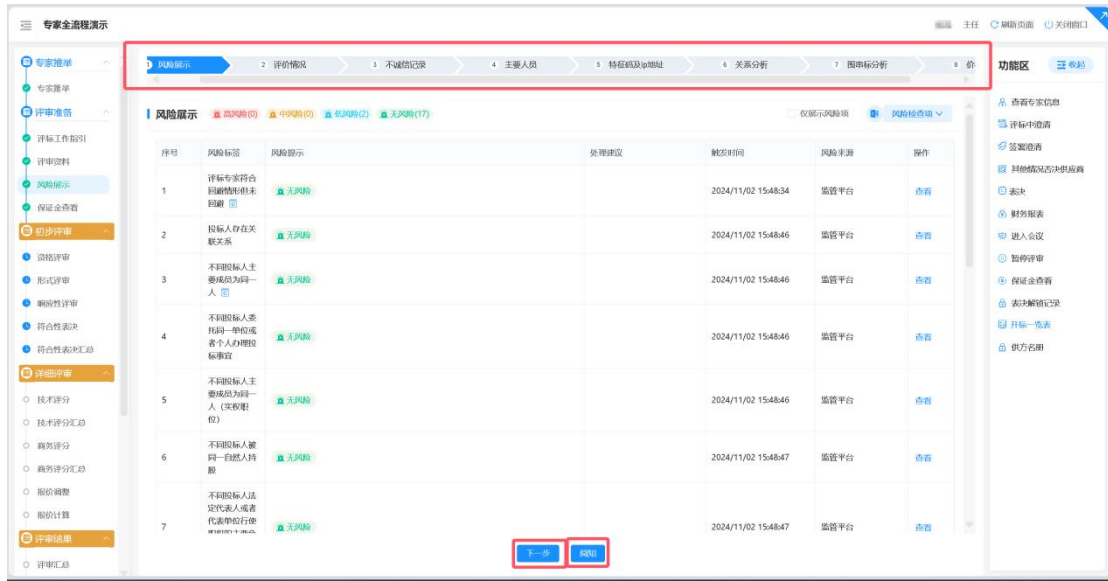 专家全流程演示
主任 刷新页面 关闭窗口
专家推举
专家推举
评审准备
评标工作指引
评审资料
风险展示
保证金查看
初步评审
资格评审
形式评审
响应性评审
符合性表决
符合性表决汇总
详细评审
技术评分
技术评分汇总
商务评分
商务评分汇总
报价调整
报价计算
评审结果
评审汇总
1 风险展示 2 评价情况 3 不诚信记录 4 主要人员 5 特征码及ip地址 6 关系分析 7 围串标分析 8 价
风险展示 高风险(0) 中风险(0) 低风险(2) 无风险(17) 仅展示风险项 风险检查项
序号 风险标签 风险提示 处理建议 触发时间 风险来源 操作
1 评标专家符合
回避情形但未
回避
无风险 2024/11/02 15:48:34 监管平台 查看
2 投标人存在关
联关系
无风险 2024/11/02 15:48:46 监管平台 查看
3 不同投标人主
要成员为同一
人
无风险 2024/11/02 15:48:46 监管平台 查看
4 不同投标人委
托同一单位或
者个人办理投
标事宜
无风险 2024/11/02 15:48:46 监管平台 查看
5 不同投标人主
要成员为同一
人（实权职
位）
无风险 2024/11/02 15:48:46 监管平台 查看
6 不同投标人被
同一自然人持
股
无风险 2024/11/02 15:48:47 监管平台 查看
7 不同投标人法
定代表人或者
代表单位行使
无风险 2024/11/02 15:48:47 监管平台 查看
下一步 阅知
功能区 收起
查看专家信息
评标中澄清
签署澄清
其他情况否决供应商
表决
财务报表
进入会议
暂停评审
保证金查看
表决解锁记录
开标一览表
供方名册